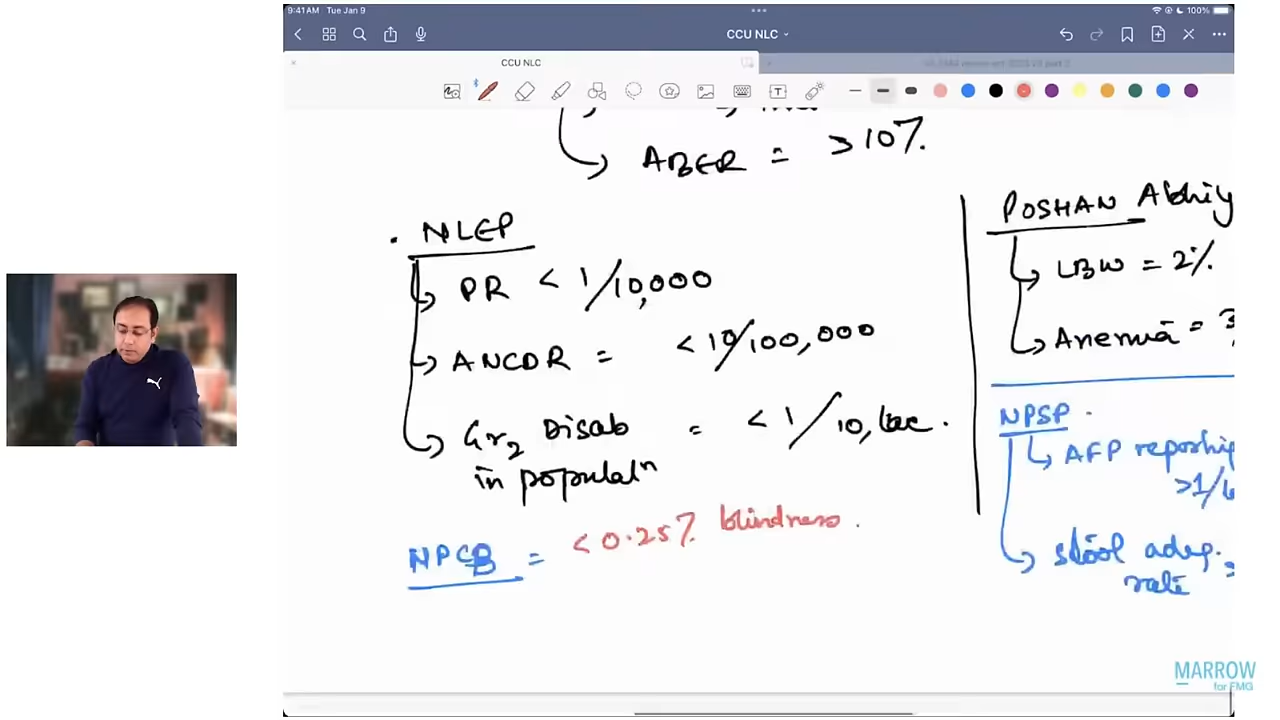 9:41 AM Tue Jan 9
100%
CCU NLC
CCU NLC
ABER = >10%
. NLEP
PR < 1/10,000
ANCDR = < 10/100,000
Gr2 Disab = < 1/10, lac.
in populatn
NPCB = < 0.25% blindness.
POSHAN Abhiy
LBW = 2%.
Anemia = 3
NPSP.
AFP reporting
>1/
stool adeq.
rate
MARROW
for FMG